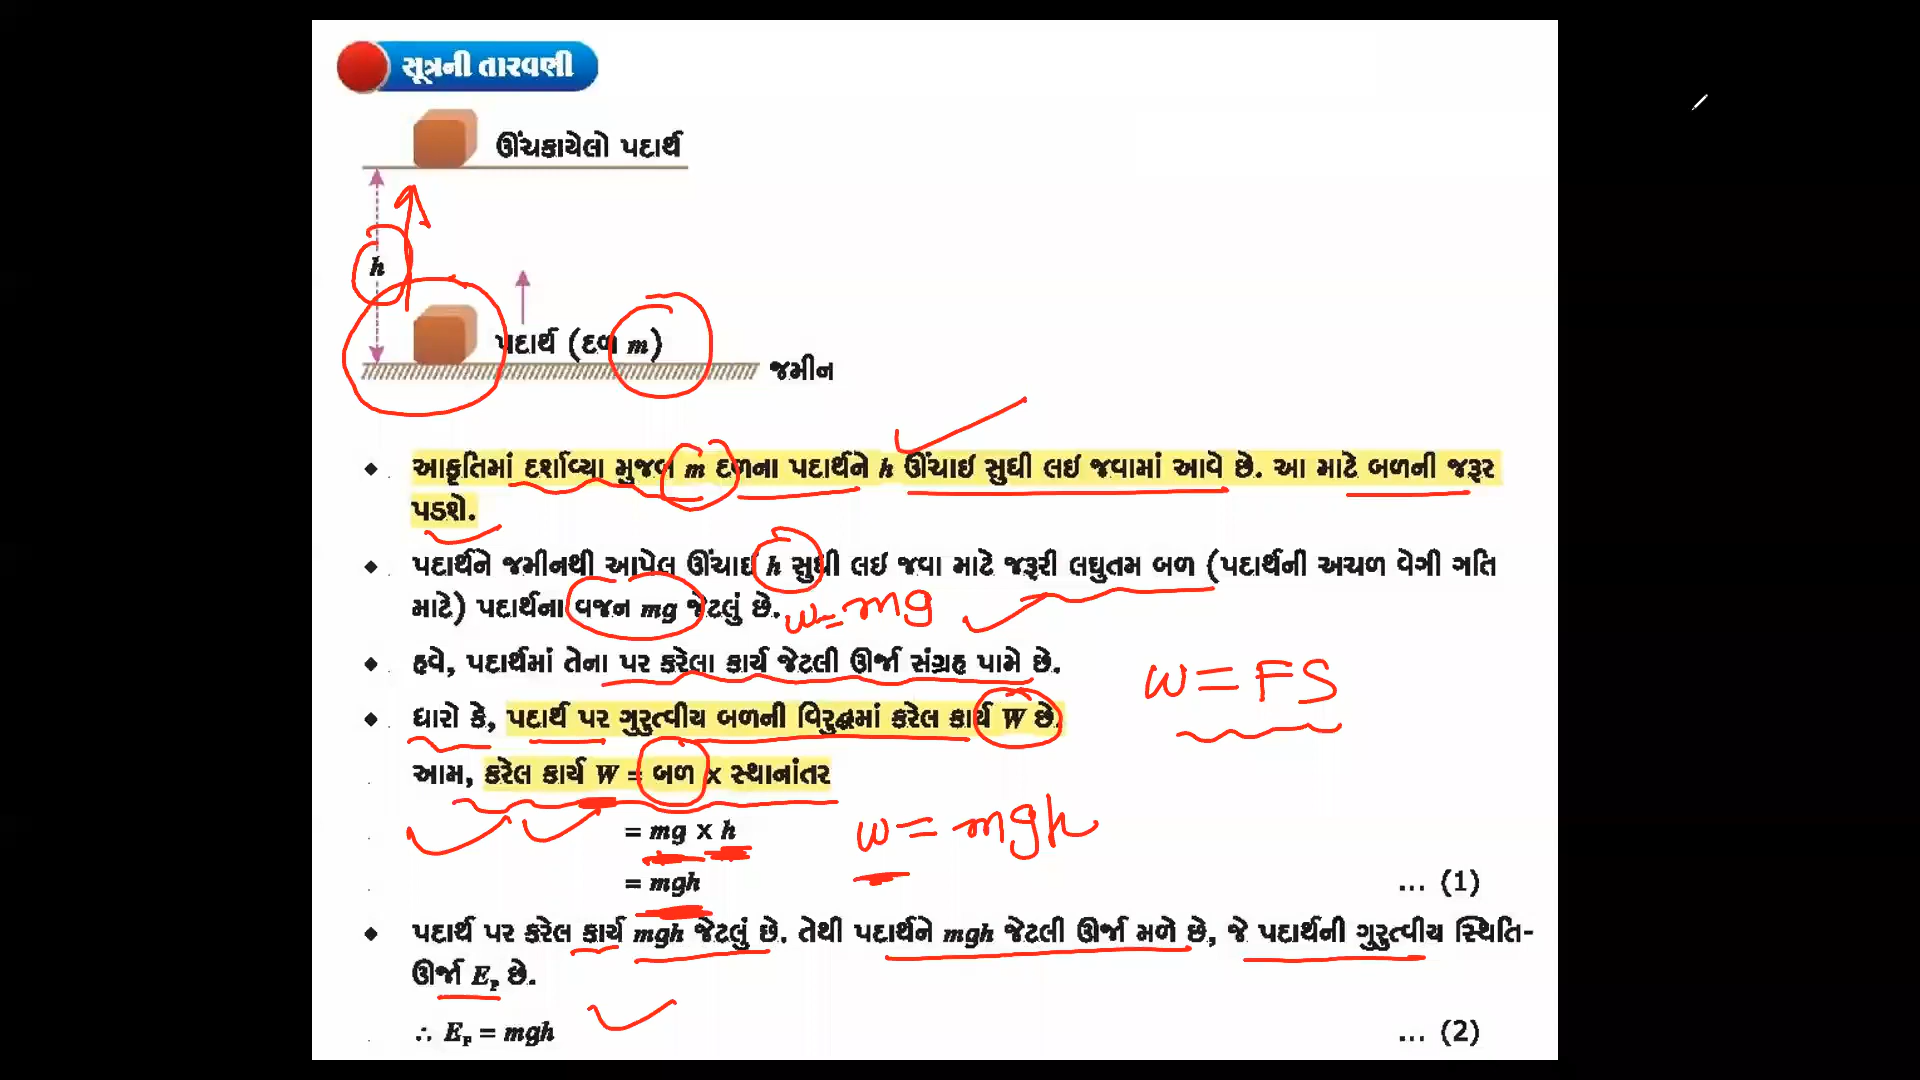 સૂત્રની તારવણી
ઊંચકાયેલો પદાર્થ
h
પદાર્થ (દળ m)
જમીન
આકૃતિમાં દર્શાવ્યા મુજબ m દળના પદાર્થને h ઊંચાઈ સુધી લઈ જવામાં આવે છે. આ માટે બળની જરૂર
પડશે.
પદાર્થને જમીનથી આપેલ ઊંચાઈ h સુધી લઈ જવા માટે જરૂરી લઘુતમ બળ (પદાર્થની અચળ વેગી ગતિ
માટે) પદાર્થના વજન mg જેટલું છે.
w=mg
હવે, પદાર્થમાં તેના પર કરેલા કાર્ય જેટલી ઊર્જા સંગ્રહ પામે છે.
w=FS
ધારો કે, પદાર્થ પર ગુરુત્વીય બળની વિરુદ્ધમાં કરેલ કાર્ય W છે.
આમ, કરેલ કાર્ય W = બળ x સ્થાનાંતર
= mg x h
w=mgh
= mgh ... (1)
પદાર્થ પર કરેલ કાર્ય mgh જેટલું છે. તેથી પદાર્થને mgh જેટલી ઊર્જા મળે છે, જે પદાર્થની ગુરુત્વીય સ્થિતિ-
ઊર્જા Eₚ છે.
∴ Eₚ = mgh ... (2)